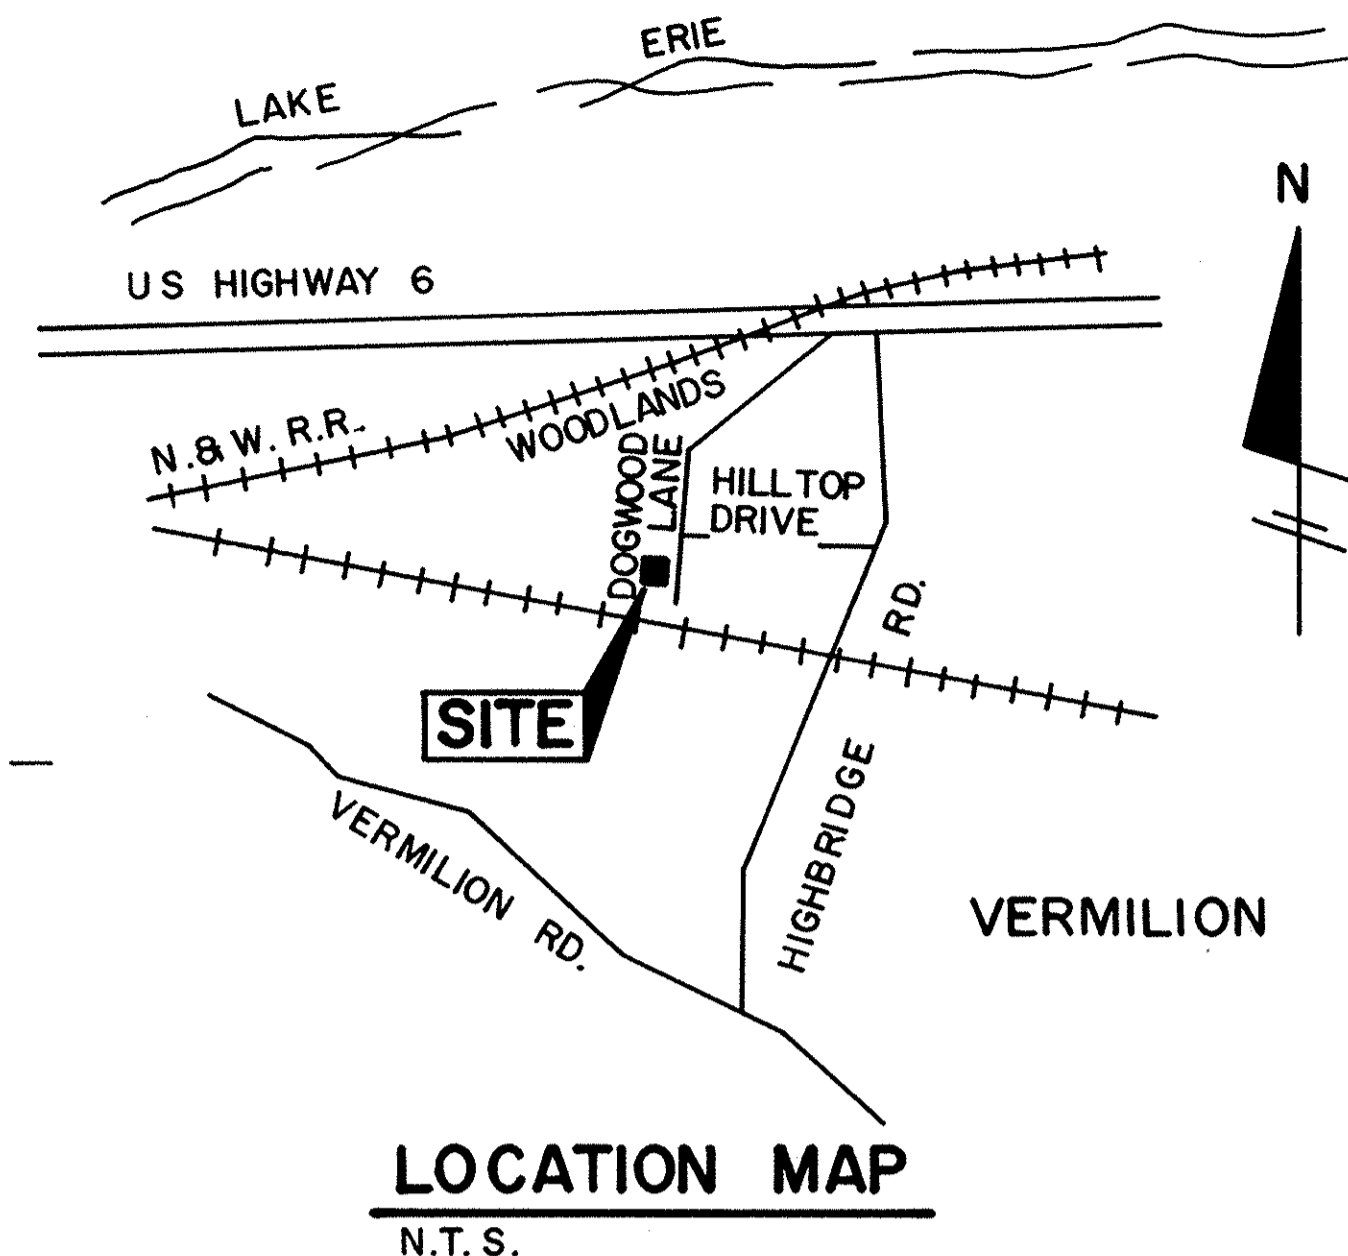 ERIE
LAKE
N
US HIGHWAY 6
WOODLANDS
N. & W. R.R.
DOGWOOD
LANE
HILLTOP
DRIVE
RD.
SITE
HIGHBRIDGE
VERMILION RD.
VERMILION
LOCATION MAP
N.T.S.